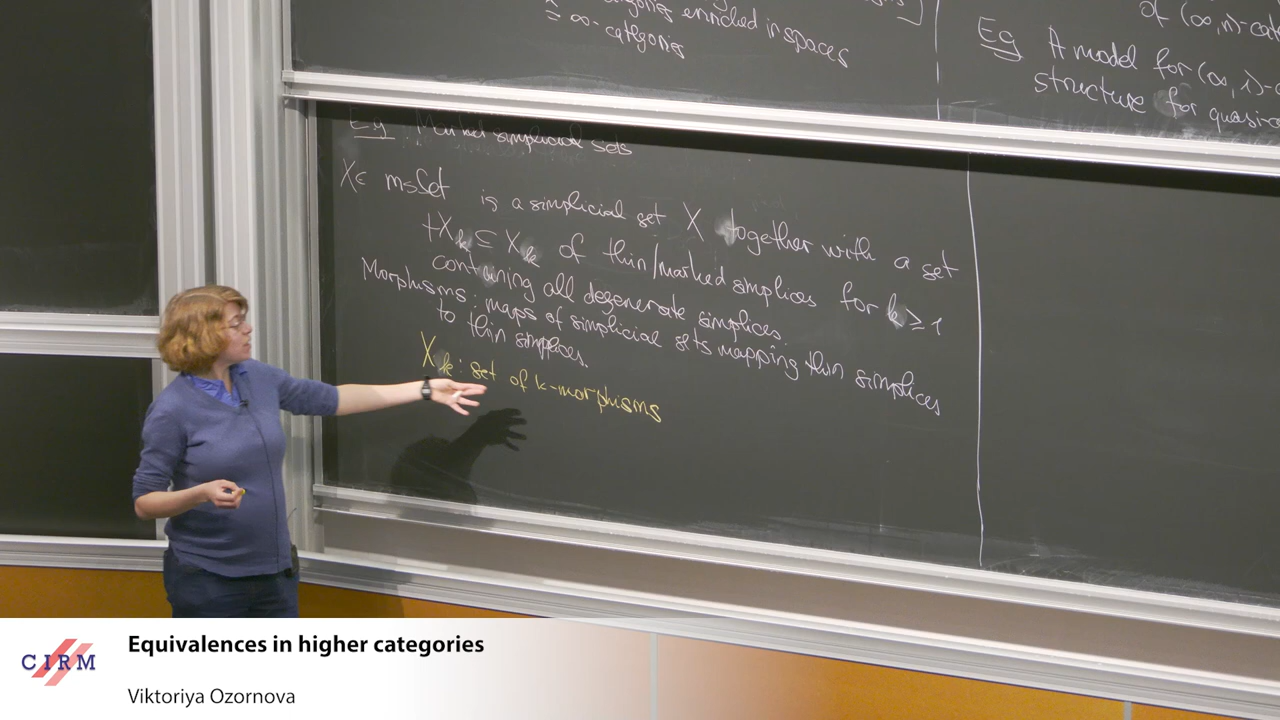 enriched in spaces
≃ ∞-
categories
of (∞,n)-cat
Eg A model for (∞, 1)-c
structure for quasi-c
E.g. Marked simplicial sets
X∈ msSet is a simplicial set X together with a set
tX_k ⊆ X_k of thin/marked simplices for k ≥ 1
containing all degenerate simplices.
Morphisms: maps of simplicial sets mapping thin simplices
to thin simplices.
X_k: set of k-morphisms
CIRM
Equivalences in higher categories
Viktoriya Ozornova